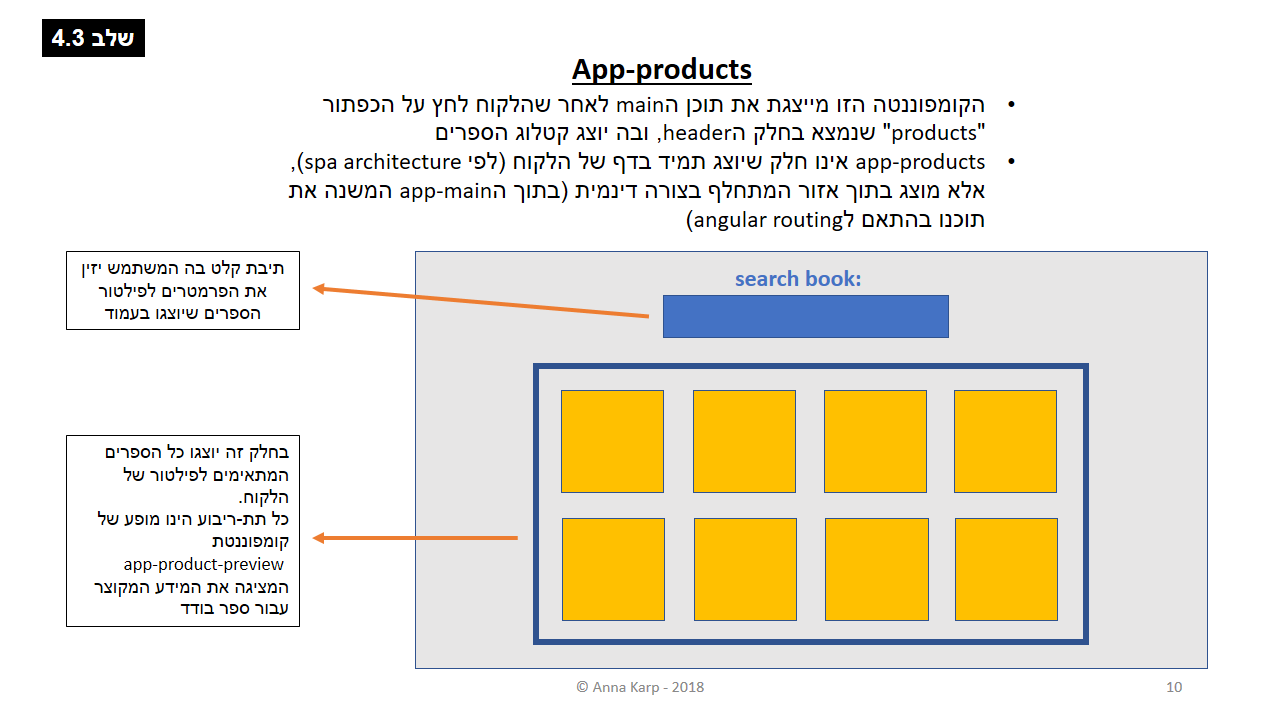 שלב 4.3
App-products
• הקומפוננטה הזו מייצגת את תוכן הmain לאחר שהלקוח לחץ על הכפתור
"products" שנמצא בחלק הheader, ובה יוצג קטלוג הספרים
• app-products אינו חלק שיוצג תמיד בדף של הלקוח (לפי spa architecture),
אלא מוצג בתוך אזור המתחלף בצורה דינמית (בתוך הapp-main המשנה את
תוכנו בהתאם לangular routing)
תיבת קלט בה המשתמש יזין
את הפרמטרים לפילטור
הספרים שיוצגו בעמוד
search book:
בחלק זה יוצגו כל הספרים
המתאימים לפילטור של
הלקוח.
כל תת-ריבוע הינו מופע של
קומפוננטת
app-product-preview
המציגה את המידע המקוצר
עבור ספר בודד
© Anna Karp - 2018
10